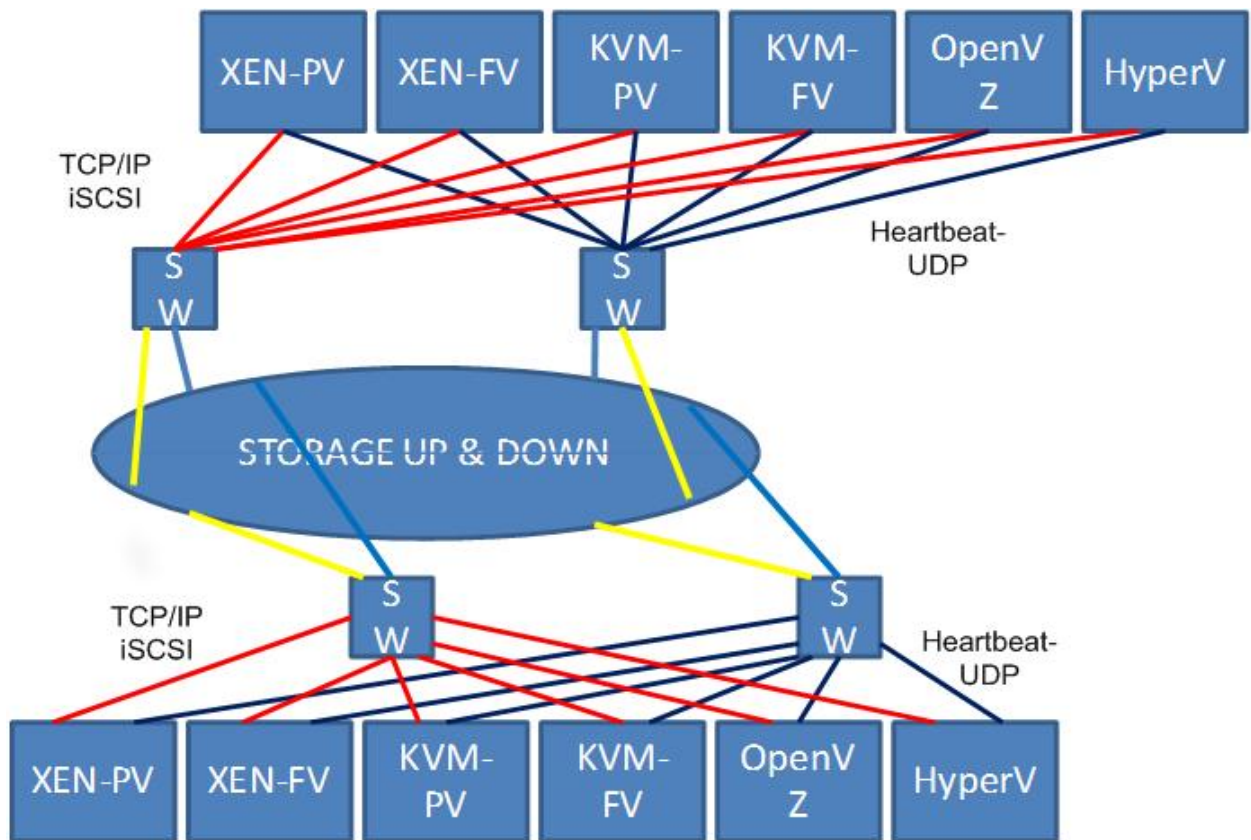 XEN-PV
XEN-FV
KVM-
PV
KVM-
FV
OpenV
Z
HyperV
TCP/IP
iSCSI
Heartbeat-
UDP
S
W
S
W
STORAGE UP & DOWN
S
W
S
W
TCP/IP
iSCSI
Heartbeat-
UDP
XEN-PV
XEN-FV
KVM-
PV
KVM-
FV
OpenV
Z
HyperV